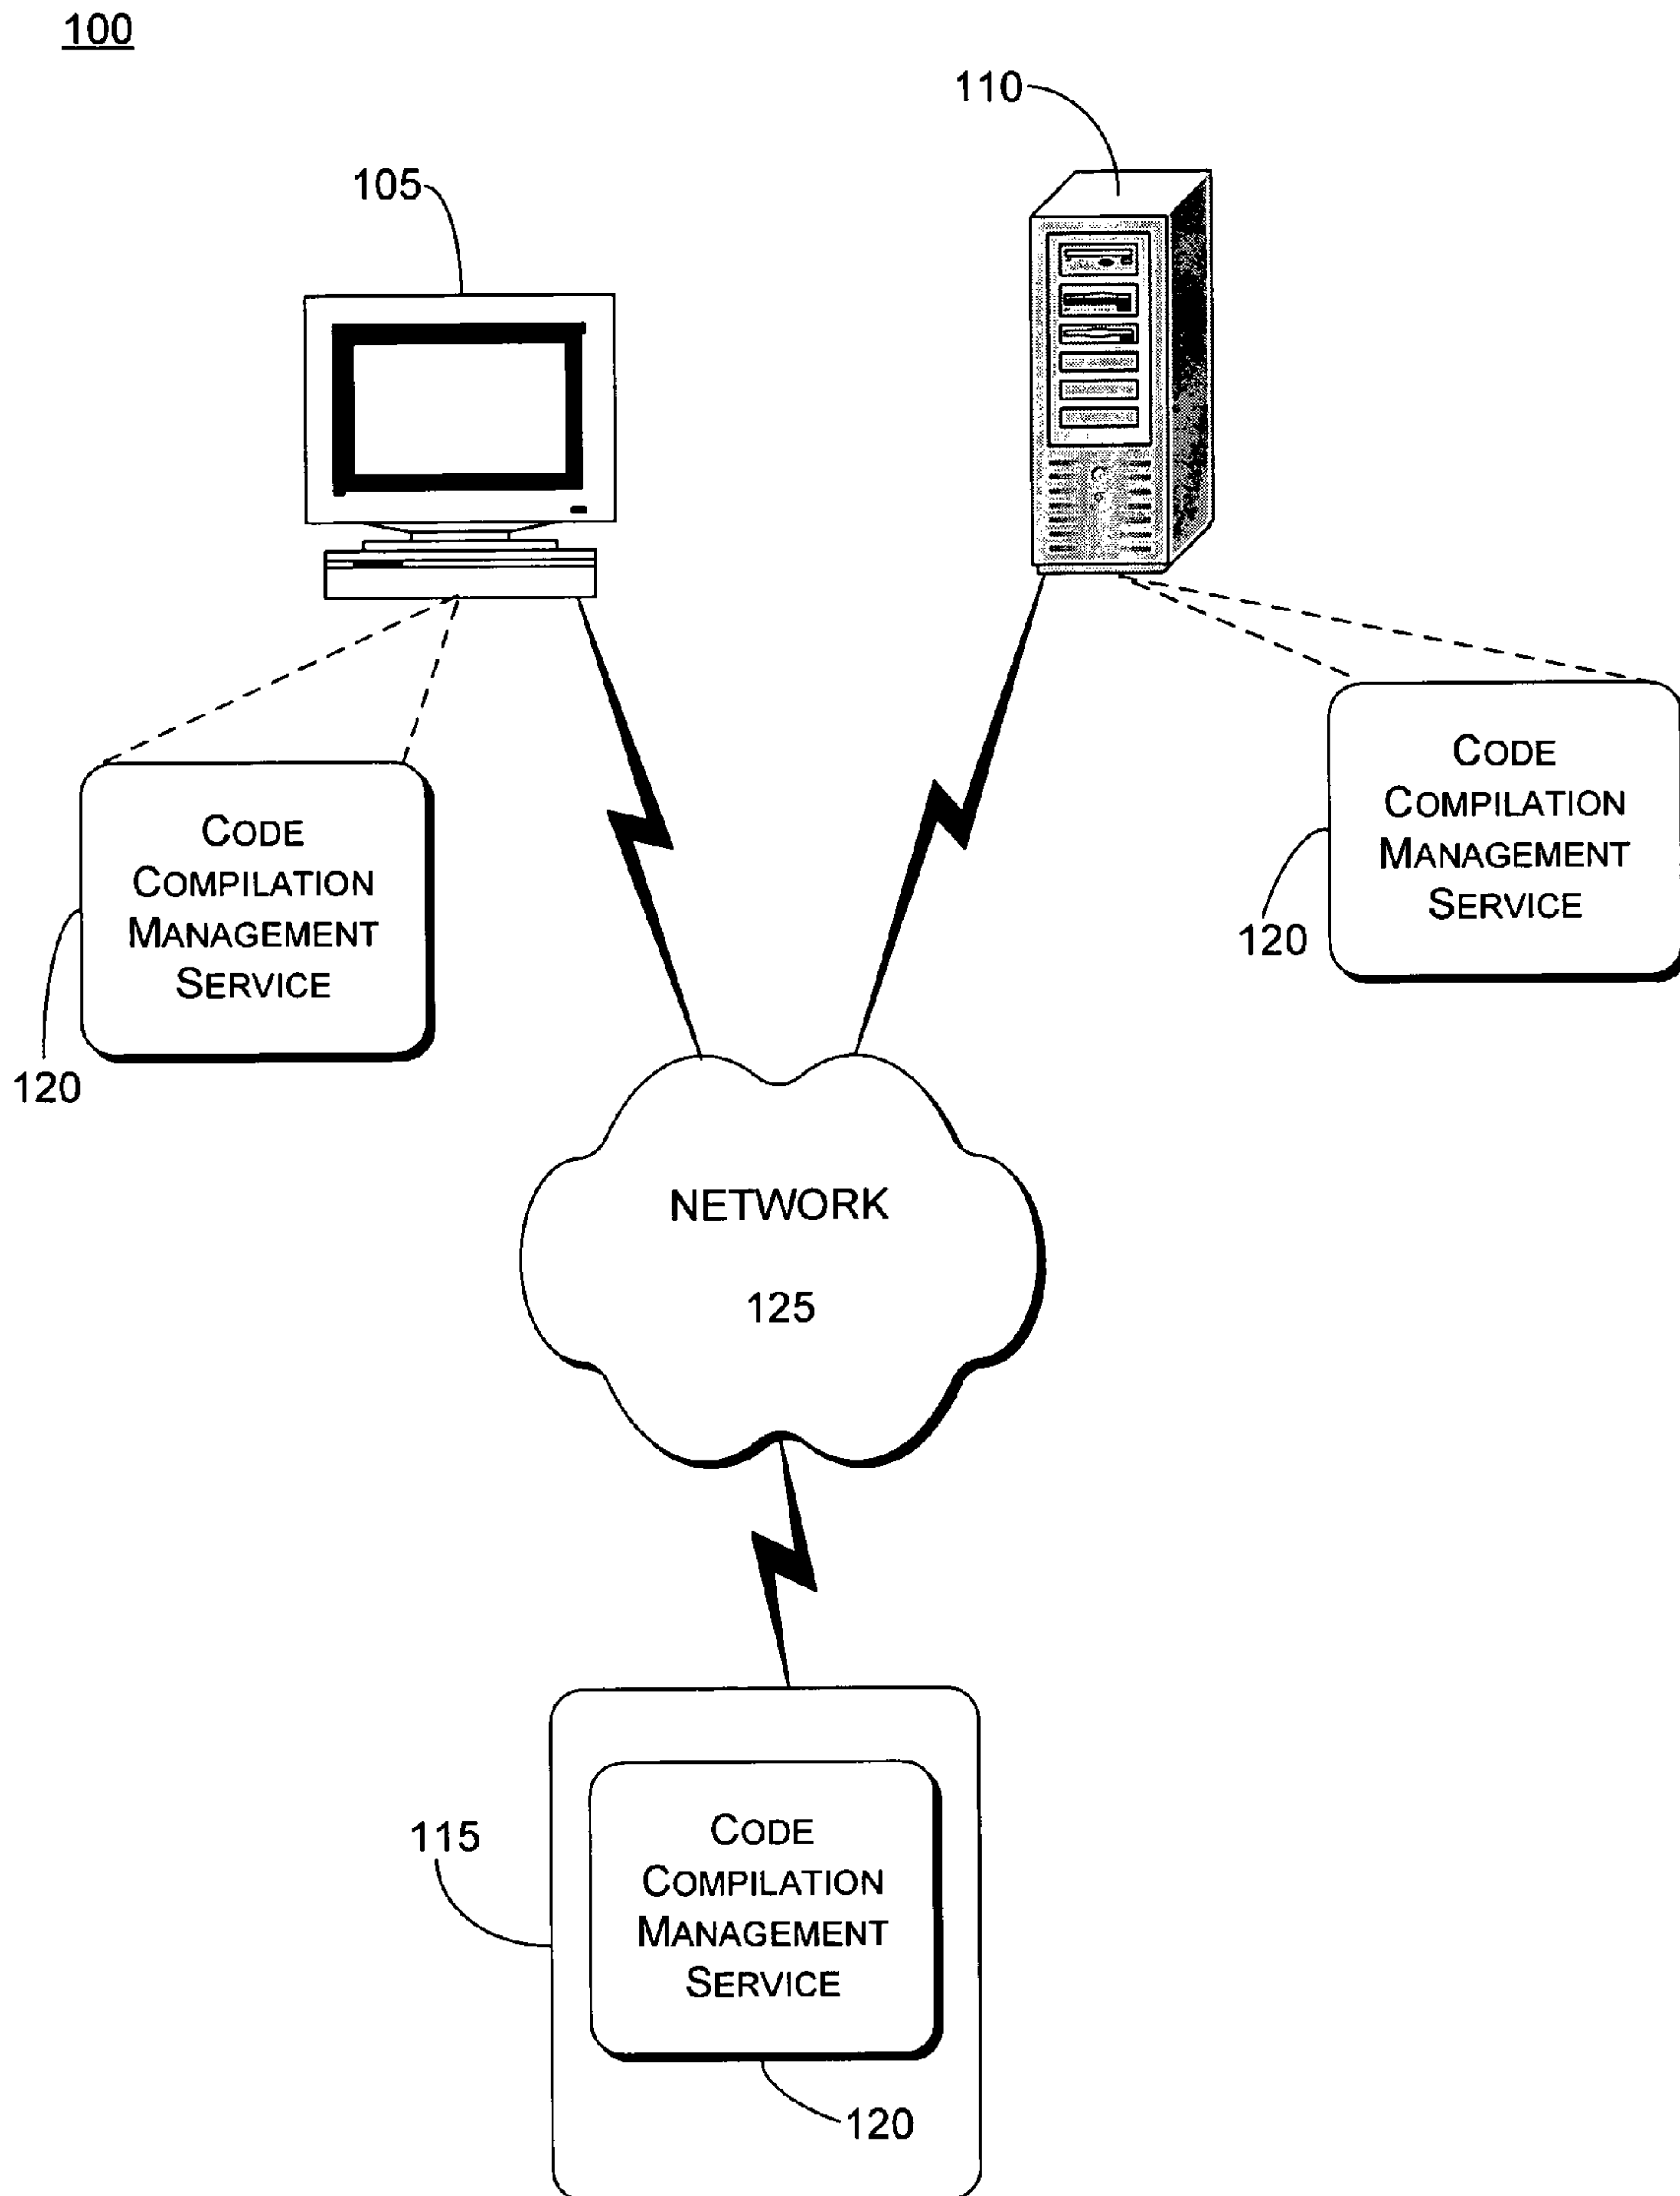 100
110
105
CODE
COMPILATION
MANAGEMENT
SERVICE
120
CODE
COMPILATION
MANAGEMENT
SERVICE
120
NETWORK
125
115
CODE
COMPILATION
MANAGEMENT
SERVICE
120